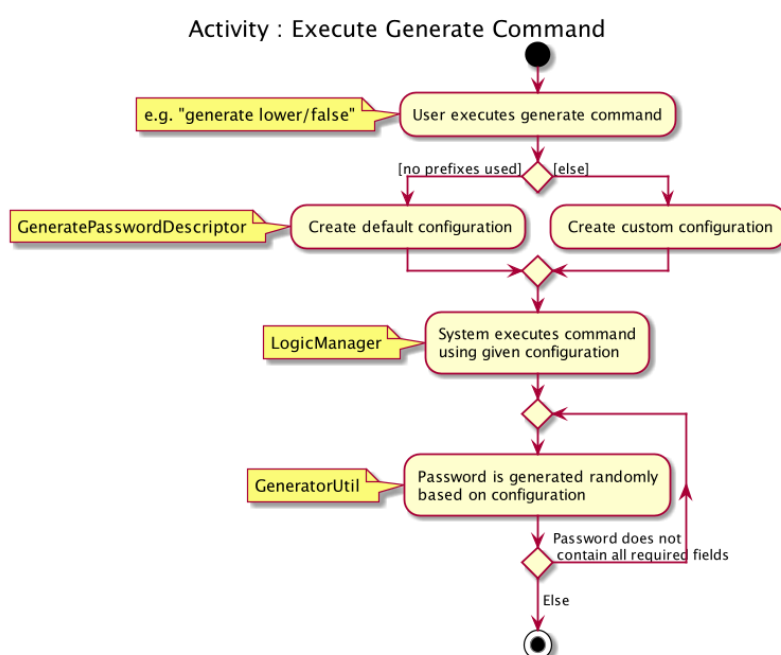 Activity : Execute Generate Command
e.g. "generate lower/false"
User executes generate command
[no prefixes used]
[else]
GeneratePasswordDescriptor
Create default configuration
Create custom configuration
LogicManager
System executes command
using given configuration
GeneratorUtil
Password is generated randomly
based on configuration
Password does not
contain all required fields
Else